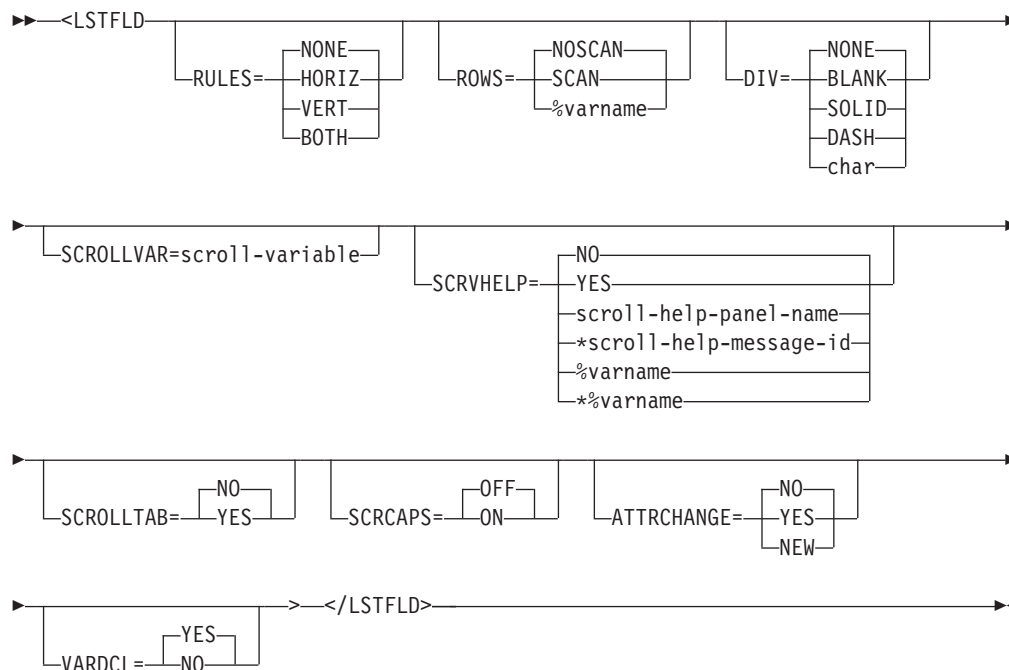 <LSTFLD
RULES= NONE HORIZ VERT BOTH
ROWS= NOSCAN SCAN %varname
DIV= NONE BLANK SOLID DASH char
SCROLLVAR=scroll-variable
SCRVHELP= NO YES scroll-help-panel-name *scroll-help-message-id %varname *%varname
SCROLLTAB= NO YES
SCRCAPS= OFF ON
ATTRCHANGE= NO YES NEW
VARDCL= YES NO
> </LSTFLD>